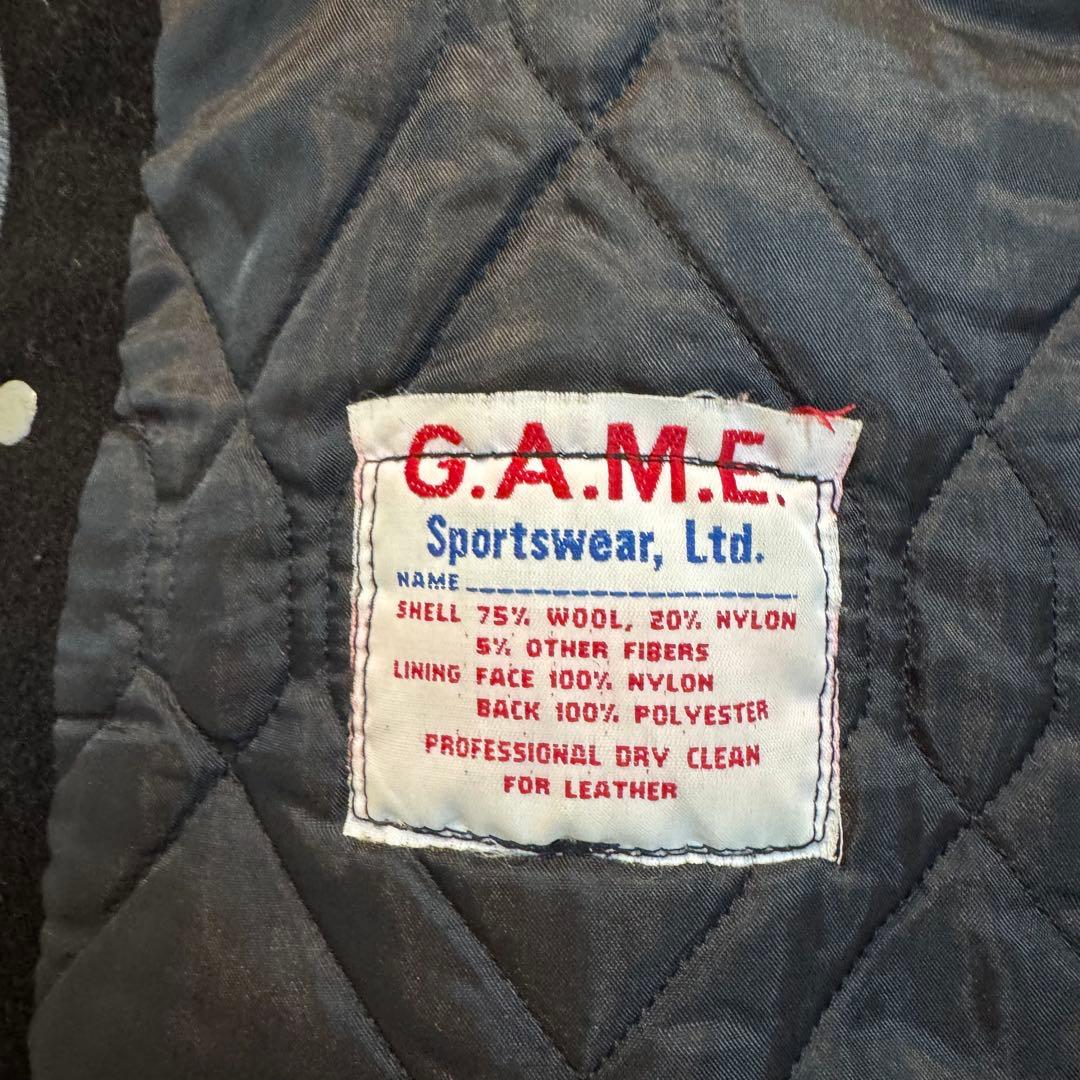 G.A.M.E.
Sportswear, Ltd.
NAME
SHELL 75% WOOL, 20% NYLON
5% OTHER FIBERS
LINING FACE 100% NYLON
BACK 100% POLYESTER
PROFESSIONAL DRY CLEAN
FOR LEATHER